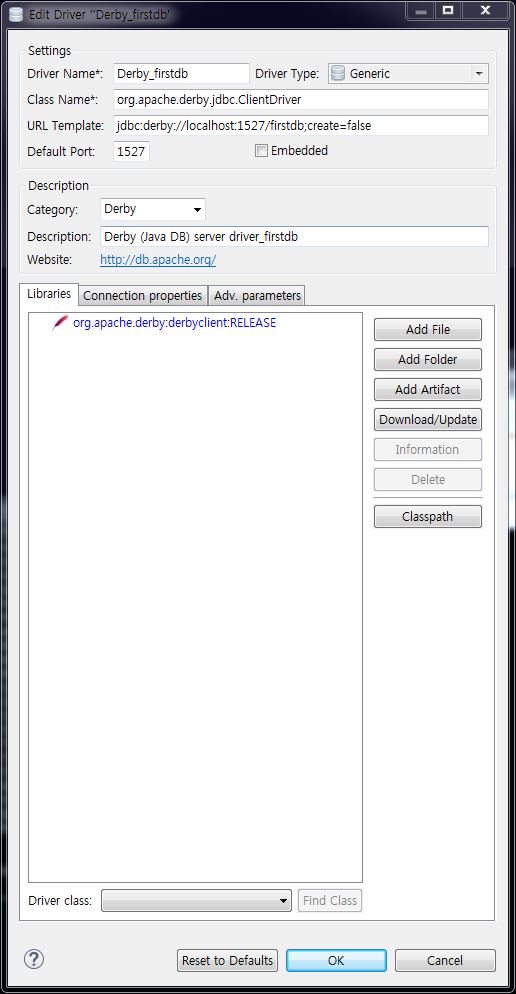 Edit Driver "Derby_firstdb'
Settings
Driver Name*: Derby_firstdb Driver Type: Generic
Class Name*: org.apache.derby.jdbc.ClientDriver
URL Template: jdbc:derby://localhost:1527/firstdb;create=false
Default Port: 1527 Embedded
Description
Category: Derby
Description: Derby (Java DB) server driver_firstdb
Website: http://db.apache.org/
Libraries Connection properties Adv. parameters
org.apache.derby:derbyclient:RELEASE
Add File
Add Folder
Add Artifact
Download/Update
Information
Delete
Classpath
Driver class: Find Class
? Reset to Defaults OK Cancel